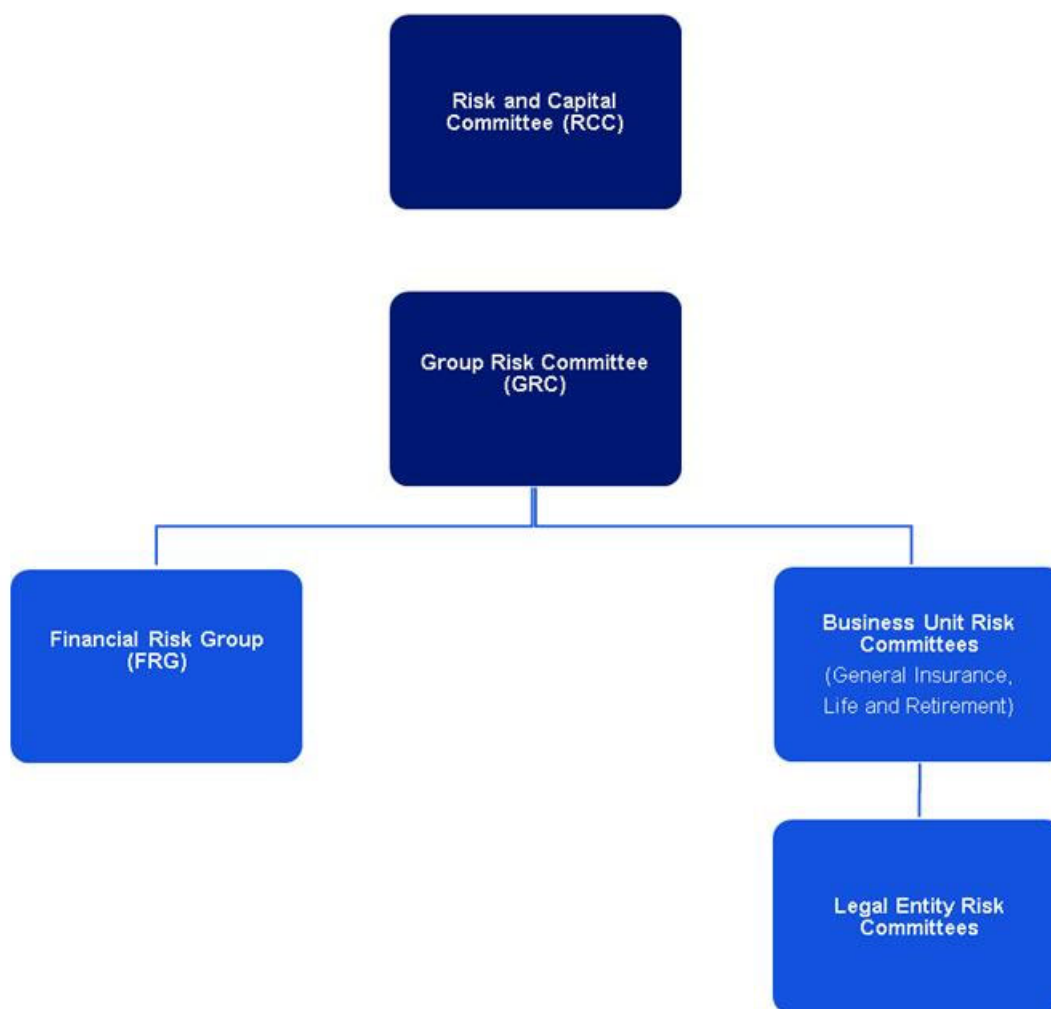 Risk and Capital
Committee (RCC)
Group Risk Committee
(GRC)
Financial Risk Group
(FRG)
Business Unit Risk
Committees
(General Insurance,
Life and Retirement)
Legal Entity Risk
Committees